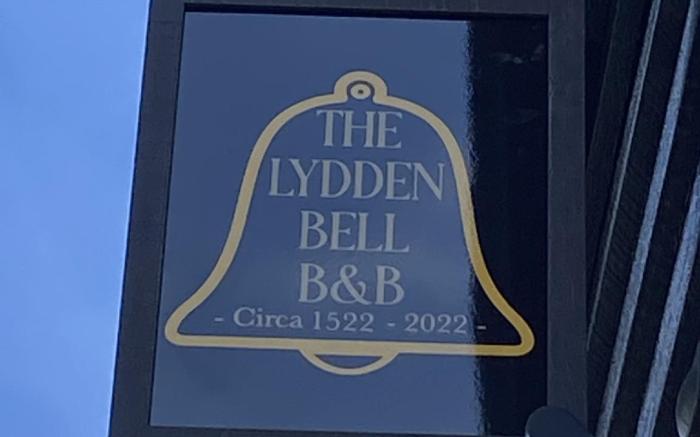 THE
LYDDEN
BELL
B&B
- Circa 1522 - 2022 -